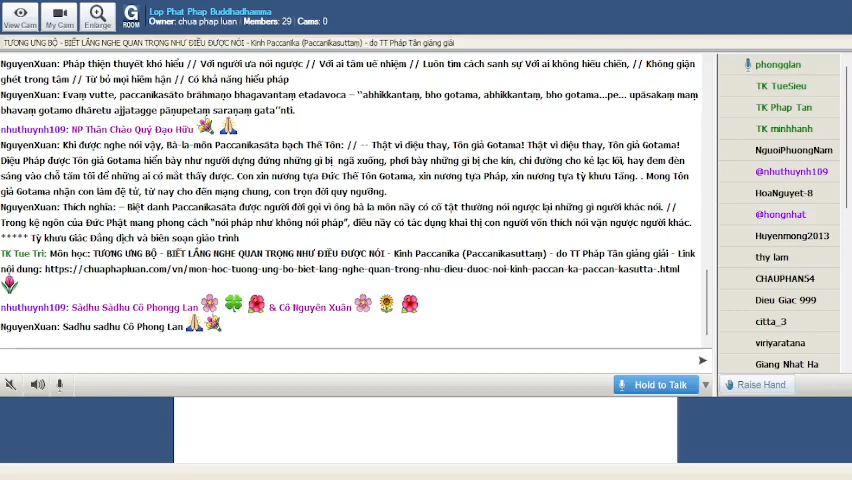 Lop Phat Phap Buddhadhamma
Owner: chua phap luan | Members: 29 | Cams: 0
View Cam
My Cam
Enlarge
G
ROOM
TƯƠNG ƯNG BỘ - BIẾT LẮNG NGHE QUAN TRỌNG NHƯ ĐIỀU ĐƯỢC NÓI - Kinh Paccanika (Paccanikasuttaṃ) - do TT Pháp Tân giảng giải
NguyenXuan: Pháp thiện thuyết khó hiểu // Với người ưa nói ngược // Với ai tâm uế nhiễm // Luôn tìm cách sanh sự Với ai không hiếu chiến, // Không giận
ghét trong tâm // Từ bỏ mọi hiềm hận // Có khả năng hiểu pháp
NguyenXuan: Evaṃ vutte, paccanikasāto brāhmaṇo bhagavantaṃ etadavoca – ‘‘abhikkantaṃ, bho gotama, abhikkantaṃ, bho gotama...pe... upāsakaṃ maṃ
bhavaṃ gotamo dhāretu ajjatagge pāṇupetaṃ saraṇaṃ gata’’nti.
nhuthuynh109: NP Thân Chào Quý Đạo Hữu
NguyenXuan: Khi được nghe nói vậy, Bà-la-môn Paccanikasāta bạch Thế Tôn: // -- Thật vi diệu thay, Tôn giả Gotama! Thật vi diệu thay, Tôn giả Gotama!
Diệu Pháp được Tôn giả Gotama hiển bày như người dựng đứng những gì bị ngã xuống, phơi bày những gì bị che kín, chỉ đường cho kẻ lạc lối, hay đem đèn
sáng vào chỗ tăm tối để những ai có mắt thấy được. Con xin nương tựa Đức Thế Tôn Gotama, xin nương tựa Pháp, xin nương tựa tỳ khưu Tăng. . Mong Tôn
giả Gotama nhận con làm đệ tử, từ nay cho đến mạng chung, con trọn đời quy ngưỡng.
NguyenXuan: Thích nghĩa: – Biệt danh Paccanikasāta được người đời gọi vì ông bà la môn nầy có cố tật thường nói ngược lại những gì người khác nói. //
Trong kệ ngôn của Đức Phật mang phong cách “nói pháp như không nói pháp”, điều nầy có tác dụng khai thị con người vốn thích nói vặn ngược người khác.
***** Tỳ khưu Giác Đẳng dịch và biên soạn giáo trình
TK Tue Tri: Môn học: TƯƠNG ƯNG BỘ - BIẾT LẮNG NGHE QUAN TRỌNG NHƯ ĐIỀU ĐƯỢC NÓI - Kinh Paccanika (Paccanikasuttaṃ) - do TT Pháp Tân giảng giải - Link
nội dung: https://chuaphapluan.com/vn/mon-hoc-tuong-ung-bo-biet-lang-nghe-quan-trong-nhu-dieu-duoc-noi-kinh-paccan-ka-paccan-kasutta-.html
nhuthuynh109: Sādhu Sādhu Cô Phongg Lan & Cô Nguyên Xuân
NguyenXuan: Sadhu sadhu Cô Phong Lan
Hold to Talk
phongglan
TK TueSieu
TK Phap Tan
TK minhhanh
NguoiPhuongNam
@nhuthuynh109
HoaNguyet-8
@hongnhat
Huyenmong2013
thy lam
CHAUPHAN54
Dieu Giac 999
citta_3
viriyaratana
Giang Nhat Ha
Raise Hand